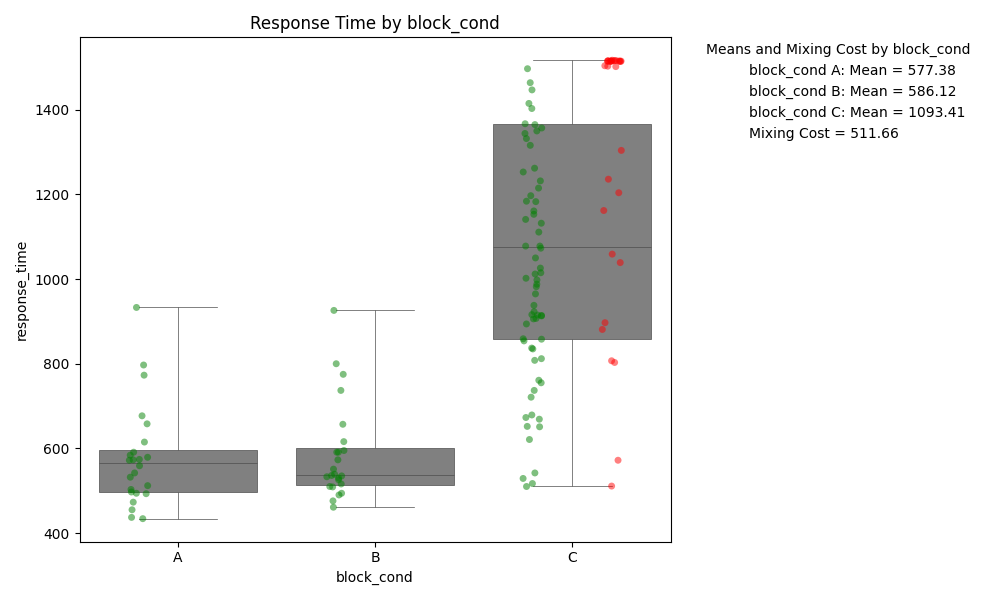 Response Time by block_cond
Means and Mixing Cost by block_cond
block_cond A: Mean = 577.38
block_cond B: Mean = 586.12
block_cond C: Mean = 1093.41
Mixing Cost = 511.66
response_time
1400
1200
1000
800
600
400
A
B
C
block_cond